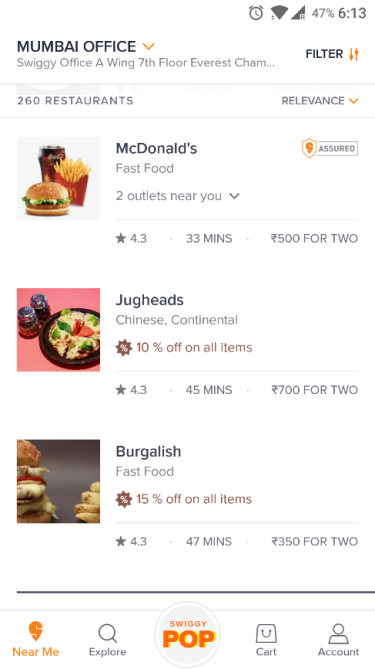 47% 6:13
MUMBAI OFFICE
Swiggy Office A Wing 7th Floor Everest Cham...
FILTER
260 RESTAURANTS
RELEVANCE
McDonald's
ASSURED
Fast Food
2 outlets near you
4.3 · 33 MINS · ₹500 FOR TWO
Jugheads
Chinese, Continental
10 % off on all items
4.3 · 45 MINS · ₹700 FOR TWO
Burgalish
Fast Food
15 % off on all items
4.3 · 47 MINS · ₹350 FOR TWO
Near Me
Explore
SWIGGY
POP
Cart
Account